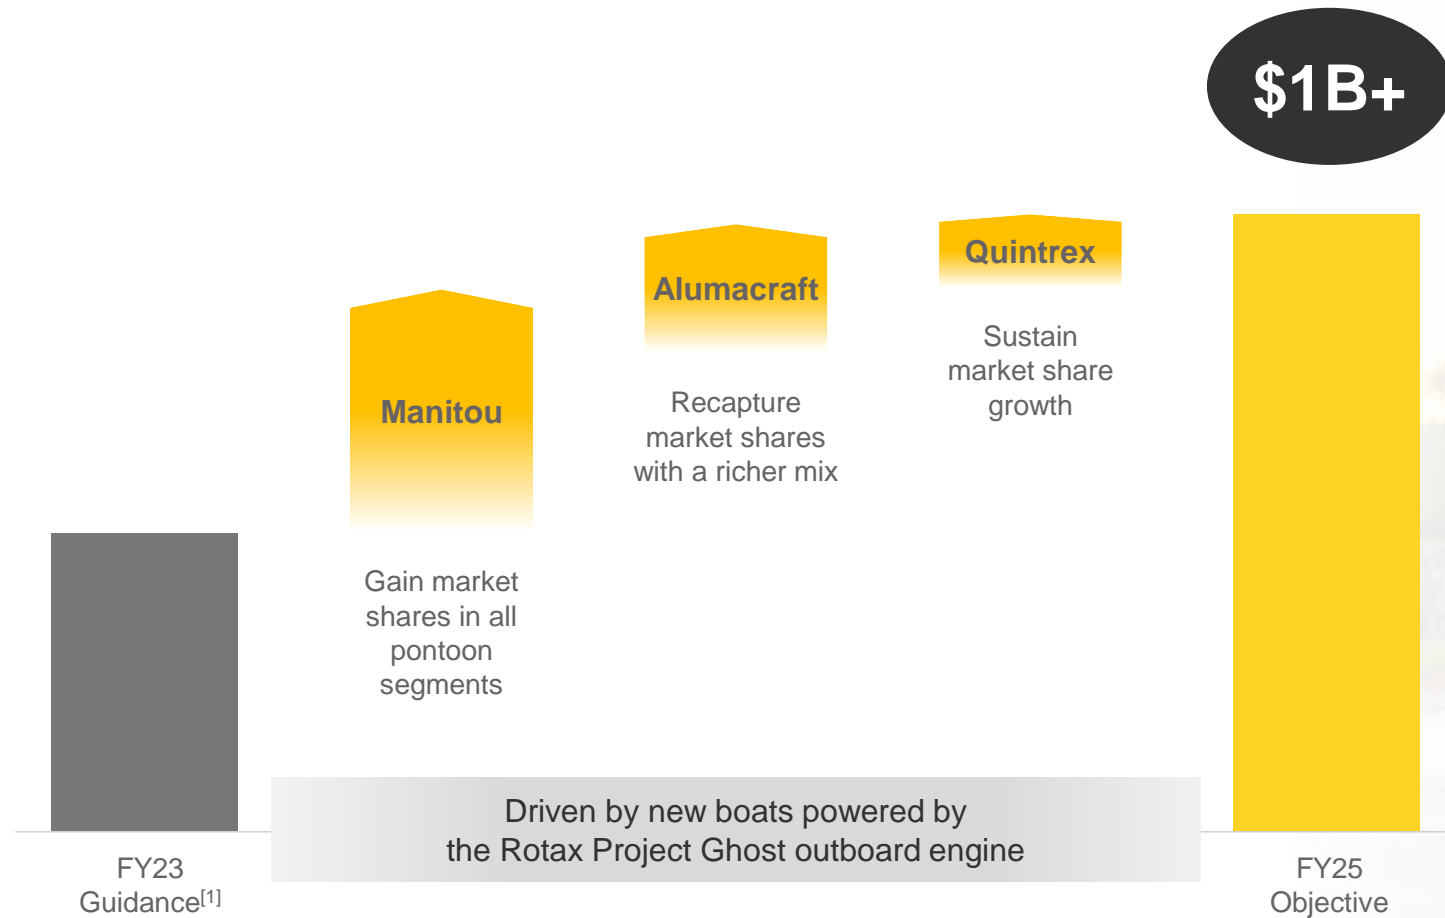 $1B+
Quintrex
Alumacraft
Manitou
Sustain
market share
growth
Recapture
market shares
with a richer mix
Gain market
shares in all
pontoon
segments
Driven by new boats powered by
the Rotax Project Ghost outboard engine
FY23
Guidance[1]
FY25
Objective